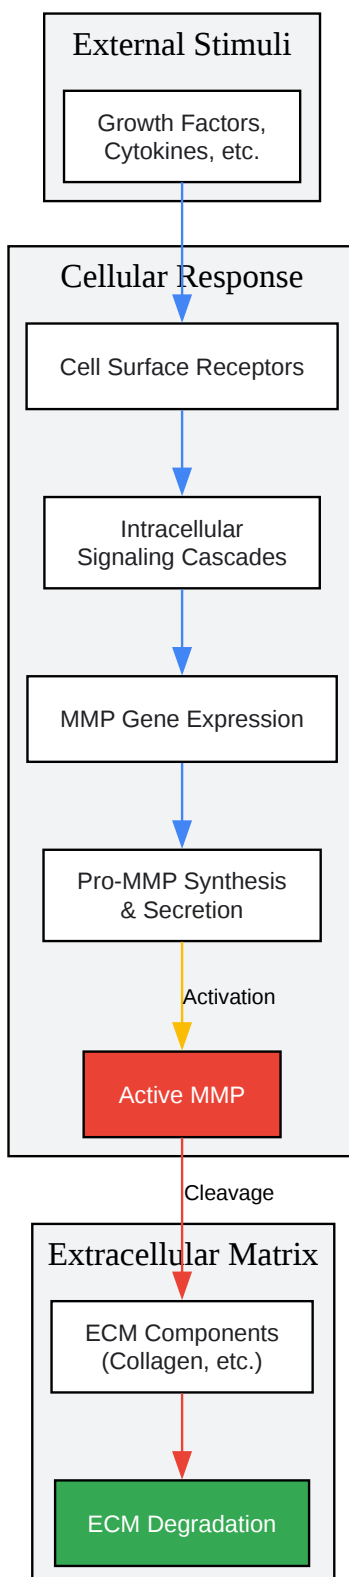 External Stimuli
Growth Factors,
Cytokines, etc.
Cellular Response
Cell Surface Receptors
Intracellular
Signaling Cascades
MMP Gene Expression
Pro-MMP Synthesis
& Secretion
Activation
Active MMP
Cleavage
Extracellular Matrix
ECM Components
(Collagen, etc.)
ECM Degradation